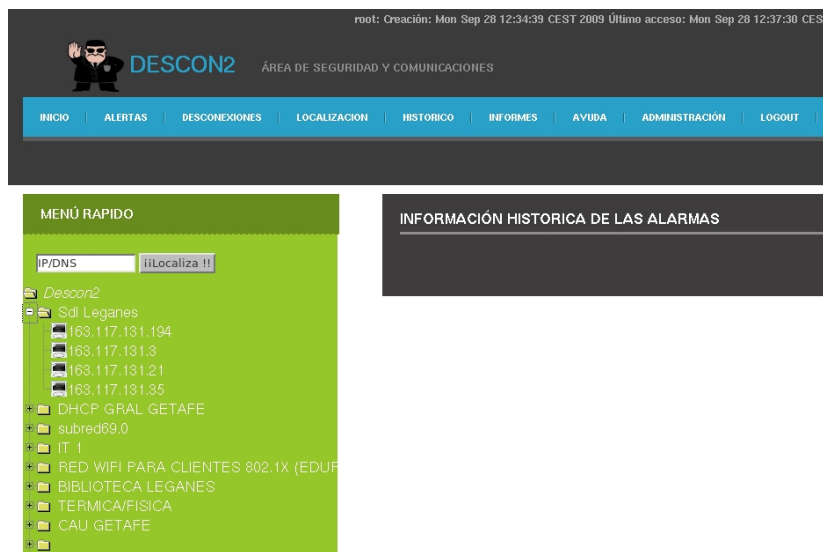 root: Creación: Mon Sep 28 12:34:39 CEST 2009 Último acceso: Mon Sep 28 12:37:30 CES
DESCON2 ÁREA DE SEGURIDAD Y COMUNICACIONES
INICIO ALERTAS DESCONEXIONES LOCALIZACION HISTORICO INFORMES AYUDA ADMINISTRACIÓN LOGOUT
MENÚ RAPIDO
INFORMACIÓN HISTORICA DE LAS ALARMAS
IP/DNS ¡¡Localiza !!
Descon2
Sdl Leganes
163.117.131.194
163.117.131.3
163.117.131.21
163.117.131.35
DHCP GRAL GETAFE
subred69.0
IT 1
RED WIFI PARA CLIENTES 802.1X (EDUR
BIBLIOTECA LEGANES
TERMICA/FISICA
CAU GETAFE